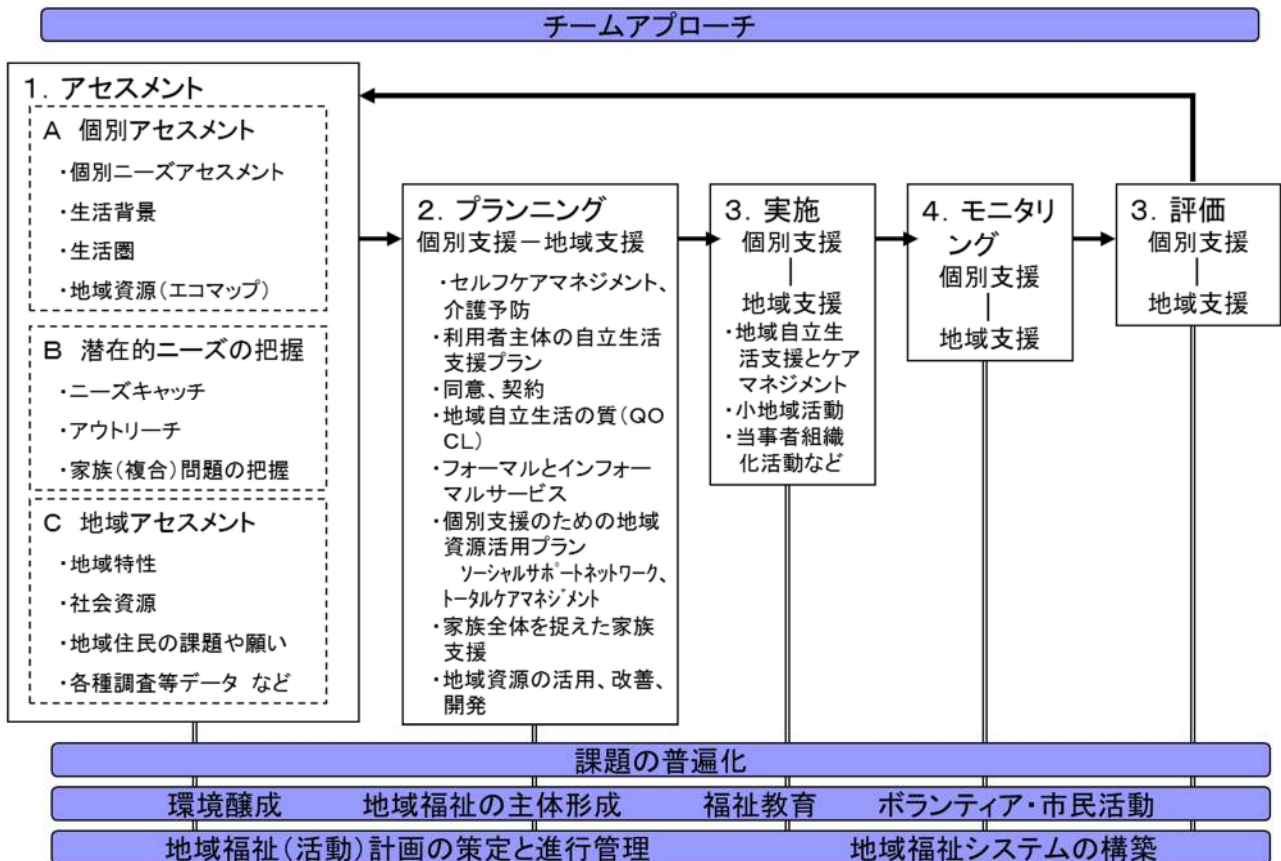 チームアプローチ
1．アセスメント
A 個別アセスメント
・個別ニーズアセスメント
・生活背景
・生活圏
・地域資源（エコマップ）
B 潜在的ニーズの把握
・ニーズキャッチ
・アウトリーチ
・家族（複合）問題の把握
C 地域アセスメント
・地域特性
・社会資源
・地域住民の課題や願い
・各種調査等データ など
2．プランニング
個別支援－地域支援
・セルフケアマネジメント、
介護予防
・利用者主体の自立生活
支援プラン
・同意、契約
・地域自立生活の質（QO
CL）
・フォーマルとインフォー
マルサービス
・個別支援のための地域
資源活用プラン
ソーシャルサポートネットワーク、
トータルケアマネジメント
・家族全体を捉えた家族
支援
・地域資源の活用、改善、
開発
3．実施
個別支援
｜
地域支援
・地域自立生
活支援とケア
マネジメント
・小地域活動
・当事者組織
化活動など
4．モニタリ
ング
個別支援
｜
地域支援
3．評価
個別支援
｜
地域支援
課題の普遍化
環境醸成 地域福祉の主体形成 福祉教育 ボランティア・市民活動
地域福祉（活動）計画の策定と進行管理 地域福祉システムの構築